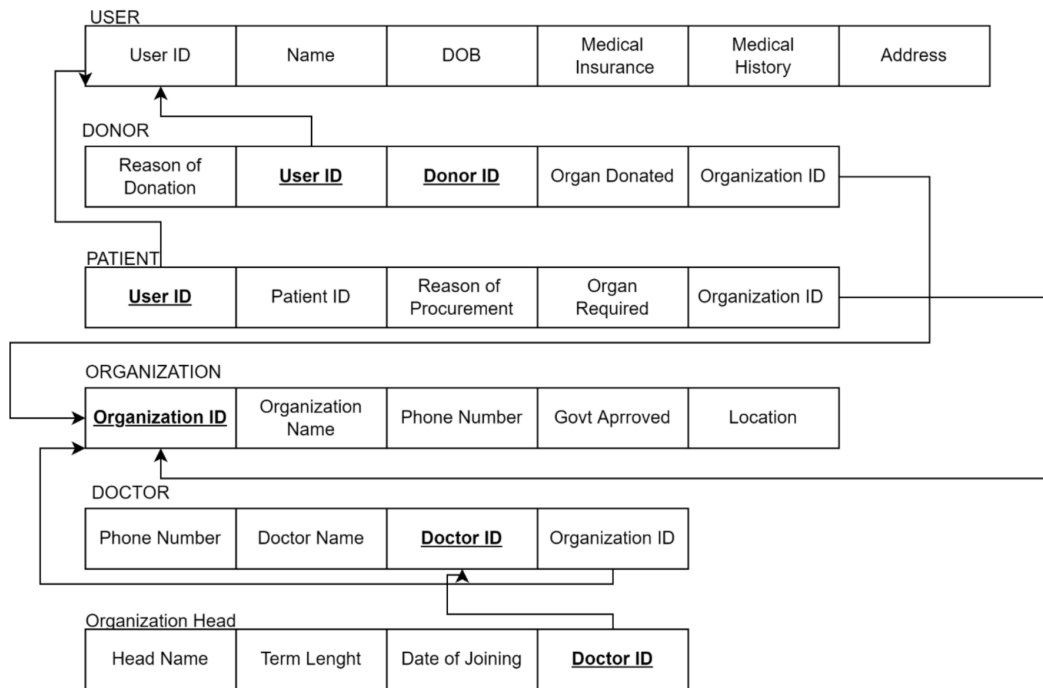 USER
User ID Name DOB Medical Insurance Medical History Address
DONOR
Reason of Donation User ID Donor ID Organ Donated Organization ID
PATIENT
User ID Patient ID Reason of Procurement Organ Required Organization ID
ORGANIZATION
Organization ID Organization Name Phone Number Govt Aprroved Location
DOCTOR
Phone Number Doctor Name Doctor ID Organization ID
Organization Head
Head Name Term Lenght Date of Joining Doctor ID